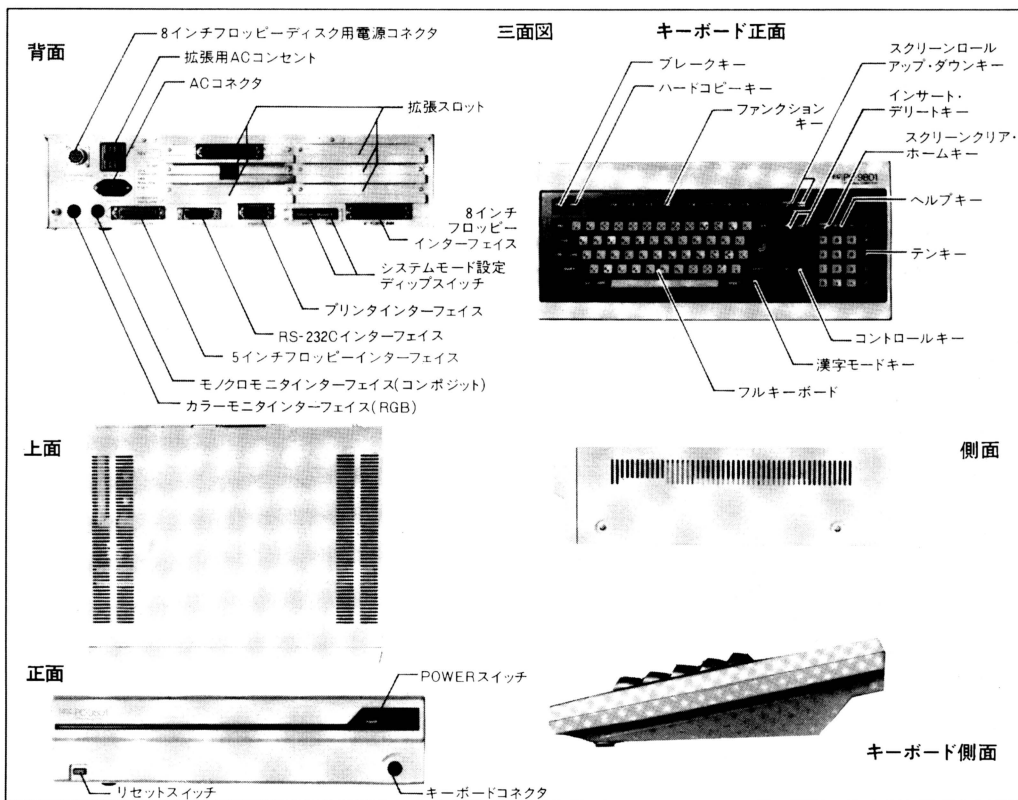 三面図
背面
8インチフロッピーディスク用電源コネクタ
拡張用ACコンセント
ACコネクタ
拡張スロット
8インチ
フロッピー
インターフェイス
システムモード設定
ディップスイッチ
プリンタインターフェイス
RS-232Cインターフェイス
5インチフロッピーインターフェイス
モノクロモニタインターフェイス(コンポジット)
カラーモニタインターフェイス(RGB)
キーボード正面
ブレークキー
ハードコピーキー
ファンクション
キー
スクリーンロール
アップ・ダウンキー
インサート・
デリートキー
スクリーンクリア・
ホームキー
PC-9801
ヘルプキー
テンキー
コントロールキー
漢字モードキー
フルキーボード
上面
側面
正面
POWERスイッチ
リセットスイッチ
キーボードコネクタ
キーボード側面